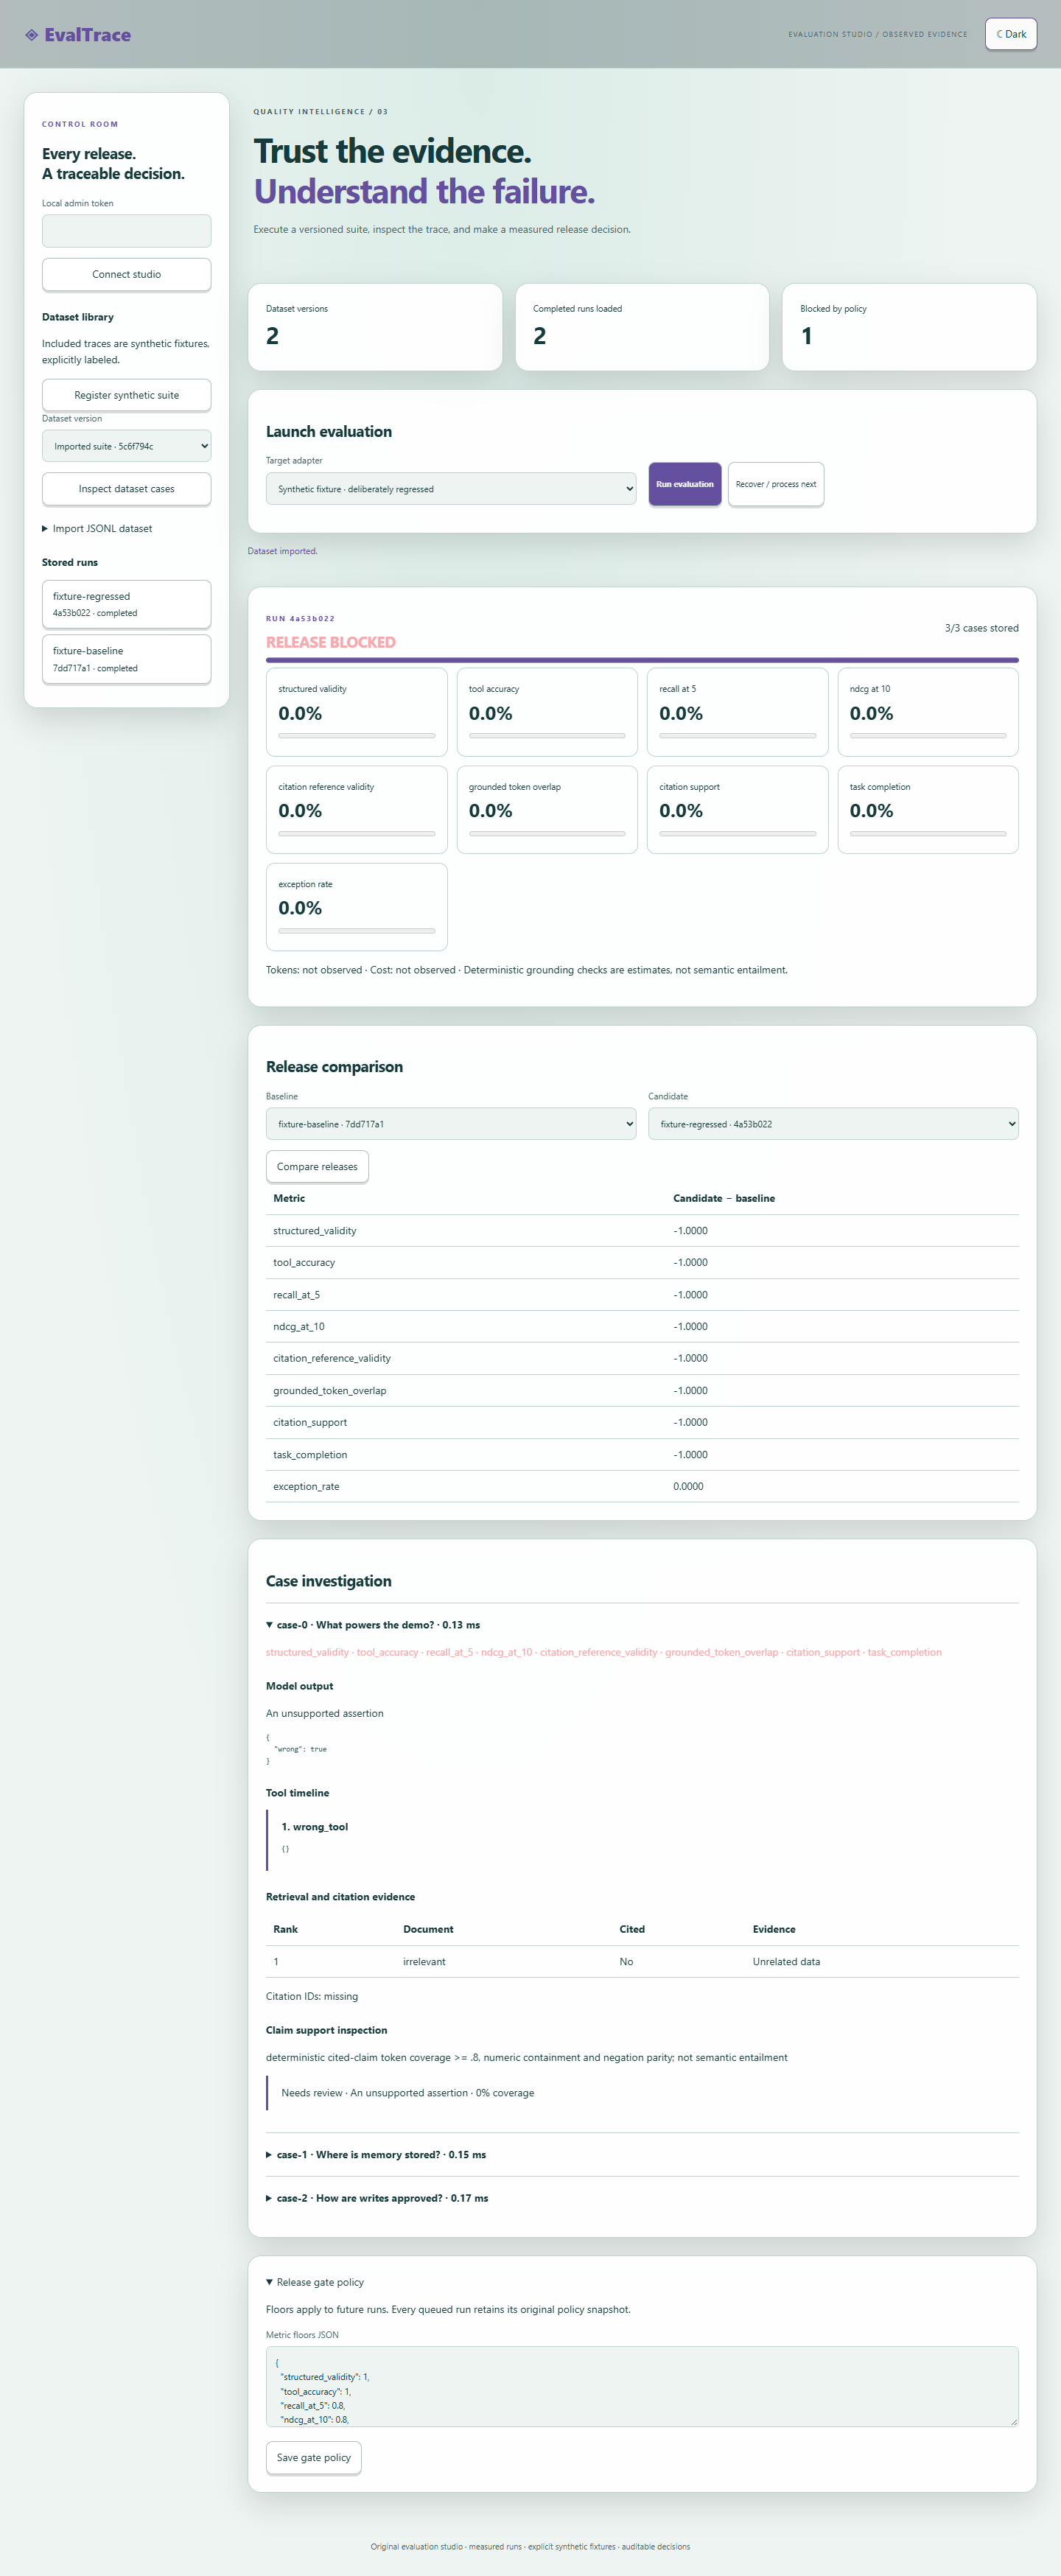 ◈ EvalTrace
EVALUATION STUDIO / OBSERVED EVIDENCE
☾ Dark
CONTROL ROOM
Every release.
A traceable decision.
Local admin token
Connect studio
Dataset library
Included traces are synthetic fixtures,
explicitly labeled.
Register synthetic suite
Dataset version
Imported suite · 5c6f794c
Inspect dataset cases
▶ Import JSONL dataset
Stored runs
fixture-regressed
4a53b022 · completed
fixture-baseline
7dd717a1 · completed
QUALITY INTELLIGENCE / 03
Trust the evidence.
Understand the failure.
Execute a versioned suite, inspect the trace, and make a measured release decision.
Dataset versions
2
Completed runs loaded
2
Blocked by policy
1
Launch evaluation
Target adapter
Synthetic fixture · deliberately regressed
Run evaluation
Recover / process next
Dataset imported.
RUN 4a53b022
RELEASE BLOCKED
3/3 cases stored
structured validity
0.0%
tool accuracy
0.0%
recall at 5
0.0%
ndcg at 10
0.0%
citation reference validity
0.0%
grounded token overlap
0.0%
citation support
0.0%
task completion
0.0%
exception rate
0.0%
Tokens: not observed · Cost: not observed · Deterministic grounding checks are estimates, not semantic entailment.
Release comparison
Baseline
fixture-baseline · 7dd717a1
Candidate
fixture-regressed · 4a53b022
Compare releases
Metric Candidate − baseline
structured_validity -1.0000
tool_accuracy -1.0000
recall_at_5 -1.0000
ndcg_at_10 -1.0000
citation_reference_validity -1.0000
grounded_token_overlap -1.0000
citation_support -1.0000
task_completion -1.0000
exception_rate 0.0000
Case investigation
▼ case-0 · What powers the demo? · 0.13 ms
structured_validity · tool_accuracy · recall_at_5 · ndcg_at_10 · citation_reference_validity · grounded_token_overlap · citation_support · task_completion
Model output
An unsupported assertion
{
"wrong": true
}
Tool timeline
1. wrong_tool
{}
Retrieval and citation evidence
Rank Document Cited Evidence
1 irrelevant No Unrelated data
Citation IDs: missing
Claim support inspection
deterministic cited-claim token coverage >= .8, numeric containment and negation parity; not semantic entailment
Needs review · An unsupported assertion · 0% coverage
▶ case-1 · Where is memory stored? · 0.15 ms
▶ case-2 · How are writes approved? · 0.17 ms
▼ Release gate policy
Floors apply to future runs. Every queued run retains its original policy snapshot.
Metric floors JSON
{
"structured_validity": 1,
"tool_accuracy": 1,
"recall_at_5": 0.8,
"ndcg_at_10": 0.8,
Save gate policy
Original evaluation studio · measured runs · explicit synthetic fixtures · auditable decisions